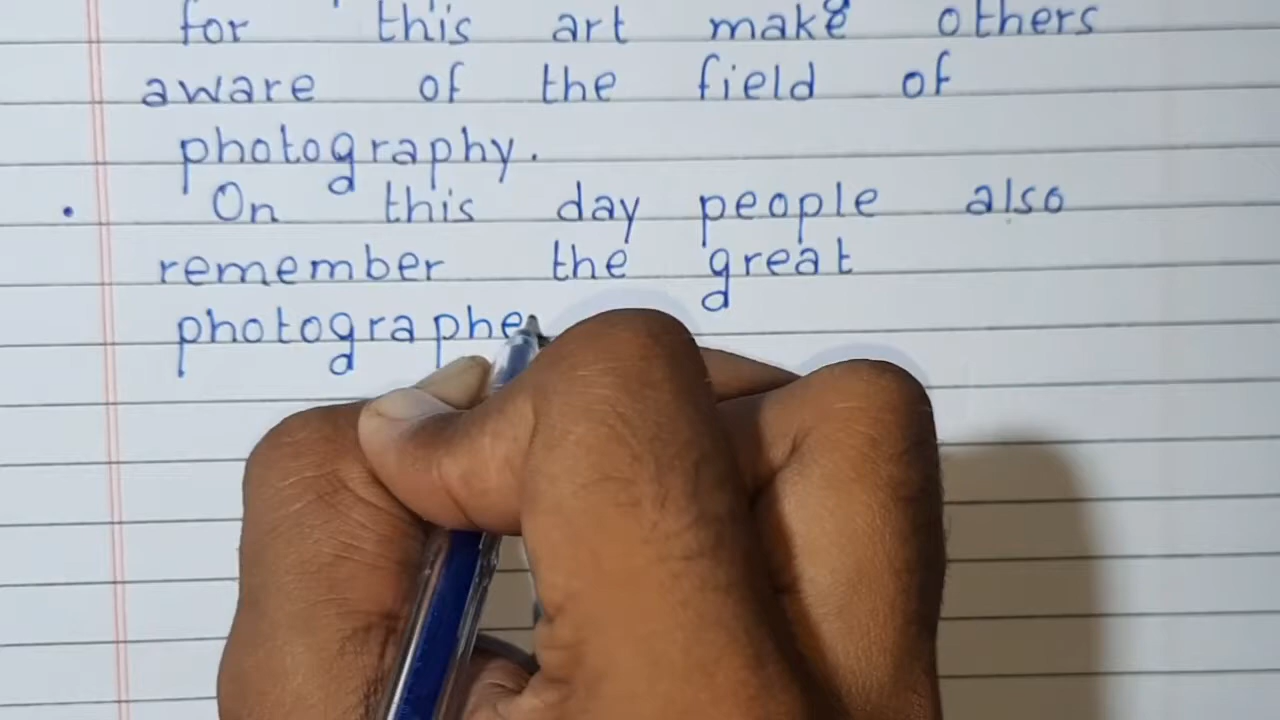 for this art make others
aware of the field of
photography.
• On this day people also
remember the great
photographe